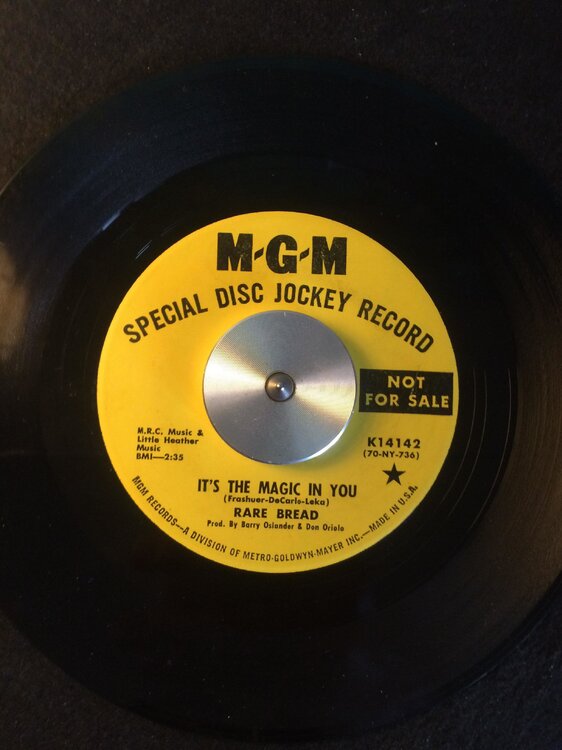 M-G-M
SPECIAL DISC JOCKEY RECORD
NOT
FOR SALE
M.R.C. Music &
Little Heather
Music
BMI—2:35
K14142
(70-NY-736)
IT'S THE MAGIC IN YOU
(Frashuer-DeCarlo-Leka)
RARE BREAD
Prod. By Barry Oslander & Don Oriolo
MGM RECORDS—A DIVISION OF METRO-GOLDWYN-MAYER INC.—MADE IN U.S.A.